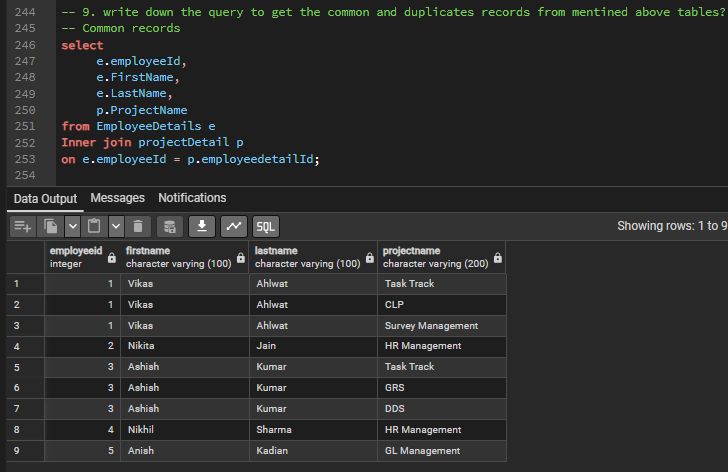 244 -- 9. write down the query to get the common and duplicates records from mentined above tables?
245 -- Common records
246 select
247 e.employeeId,
248 e.FirstName,
249 e.LastName,
250 p.ProjectName
251 from EmployeeDetails e
252 Inner join projectDetail p
253 on e.employeeId = p.employeedetailId;
254
Data Output Messages Notifications
SQL Showing rows: 1 to 9
employeeid firstname lastname projectname
integer character varying (100) character varying (100) character varying (200)
1 1 Vikas Ahlwat Task Track
2 1 Vikas Ahlwat CLP
3 1 Vikas Ahlwat Survey Management
4 2 Nikita Jain HR Management
5 3 Ashish Kumar Task Track
6 3 Ashish Kumar GRS
7 3 Ashish Kumar DDS
8 4 Nikhil Sharma HR Management
9 5 Anish Kadian GL Management